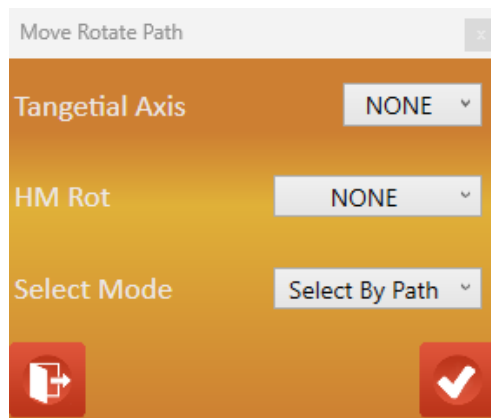 Move Rotate Path x
Tangetial Axis NONE
HM Rot NONE
Select Mode Select By Path